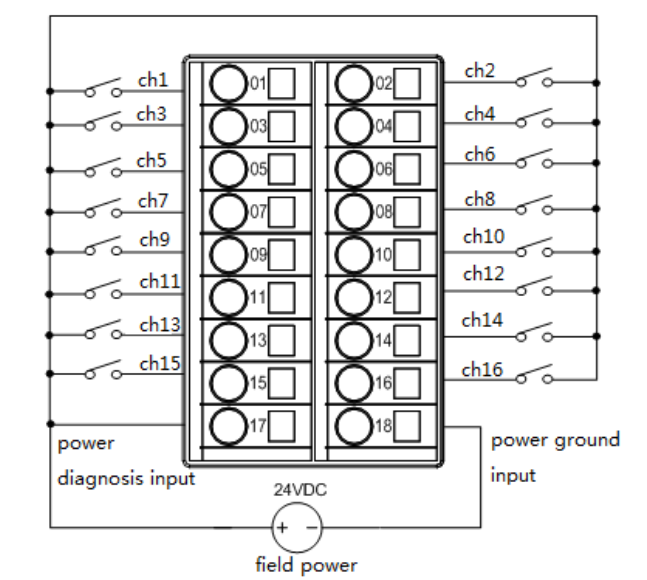 ch1 01 02 ch2
ch3 03 04 ch4
ch5 05 06 ch6
ch7 07 08 ch8
ch9 09 10 ch10
ch11 11 12 ch12
ch13 13 14 ch14
ch15 15 16 ch16
17 18
power
diagnosis input
power ground
input
24VDC
+ −
field power